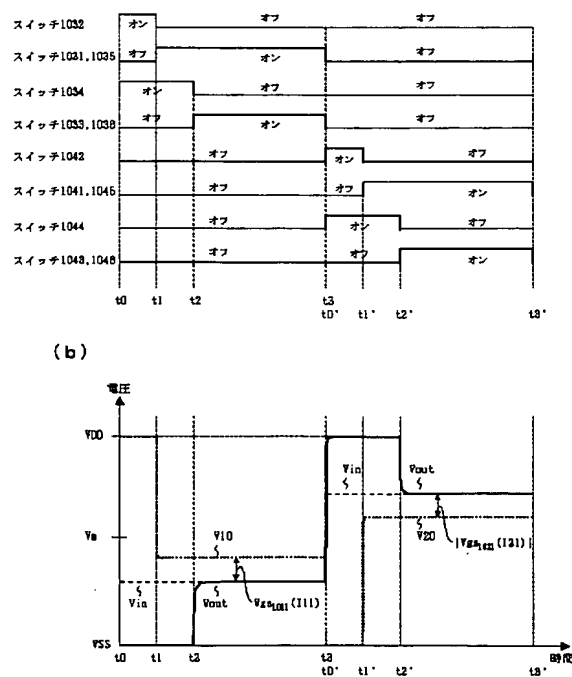 スイッチ1032 オン オフ オフ
スイッチ1031,1035 オフ オン オフ
スイッチ1034 オン オフ オフ
スイッチ1033,1036 オフ オン オフ
スイッチ1042 オフ オン オフ
スイッチ1041,1045 オフ オフ オン
スイッチ1044 オフ オン オフ
スイッチ1043,1046 オフ オフ オン
t0 t1 t2 t3 t0' t1' t2' t3'
(b)
電圧
VDD
Vin Vout
Vm
V10 V20 |Vgs1021(I21)|
Vin Vout Vgs1011(I11)
VSS
t0 t1 t2 t3 t0' t1' t2' t3' 時間